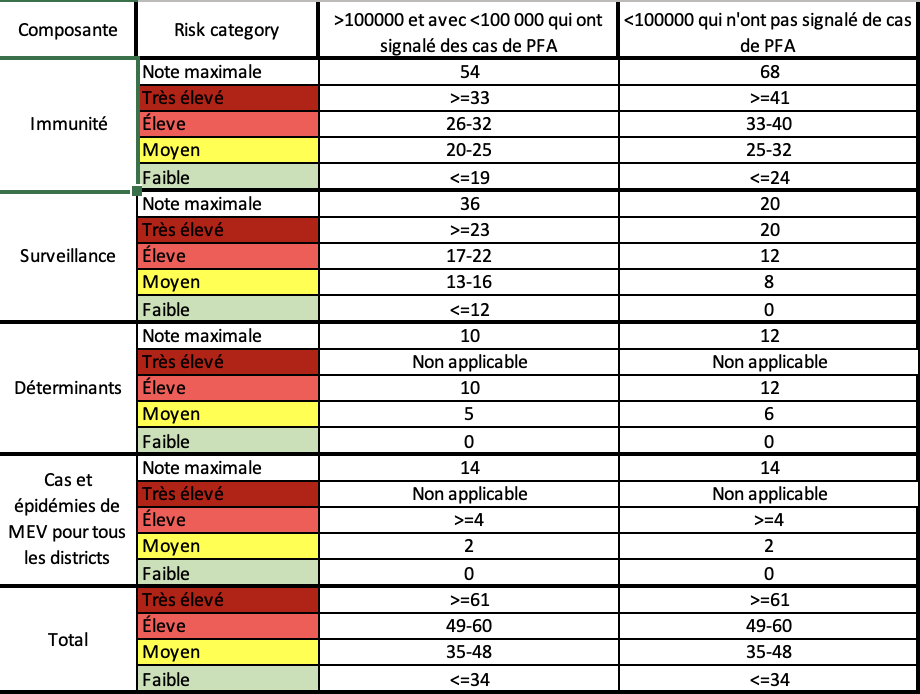 Composante
Risk category
>100000 et avec <100 000 qui ont
signalé des cas de PFA
<100000 qui n'ont pas signalé de cas
de PFA
Immunité
Note maximale 54 68
Très élevé >=33 >=41
Éleve 26-32 33-40
Moyen 20-25 25-32
Faible <=19 <=24
Surveillance
Note maximale 36 20
Très élevé >=23 20
Éleve 17-22 12
Moyen 13-16 8
Faible <=12 0
Déterminants
Note maximale 10 12
Très élevé Non applicable Non applicable
Éleve 10 12
Moyen 5 6
Faible 0 0
Cas et
épidémies de
MEV pour tous
les districts
Note maximale 14 14
Très élevé Non applicable Non applicable
Éleve >=4 >=4
Moyen 2 2
Faible 0 0
Total
Très élevé >=61 >=61
Éleve 49-60 49-60
Moyen 35-48 35-48
Faible <=34 <=34